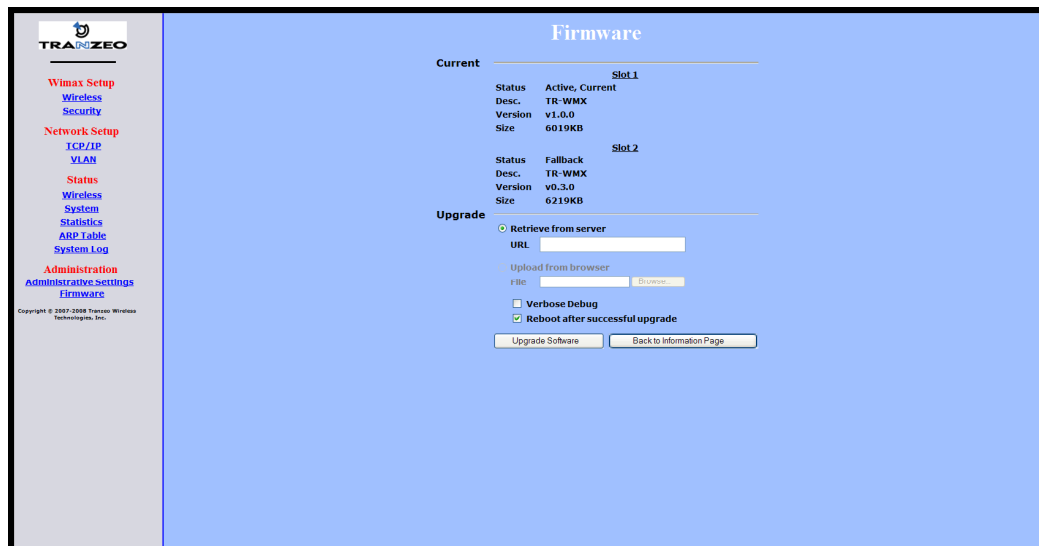 TRANZEO
Wimax Setup
Wireless
Security
Network Setup
TCP/IP
VLAN
Status
Wireless
System
Statistics
ARP Table
System Log
Administration
Administrative Settings
Firmware
Copyright © 2007-2008 Tranzeo Wireless
Technologies, Inc.
Firmware
Current
Slot 1
Status Active, Current
Desc. TR-WMX
Version v1.0.0
Size 6019KB
Slot 2
Status Fallback
Desc. TR-WMX
Version v0.3.0
Size 6219KB
Upgrade
Retrieve from server
URL
Upload from browser
File Browse...
Verbose Debug
Reboot after successful upgrade
Upgrade Software Back to Information Page